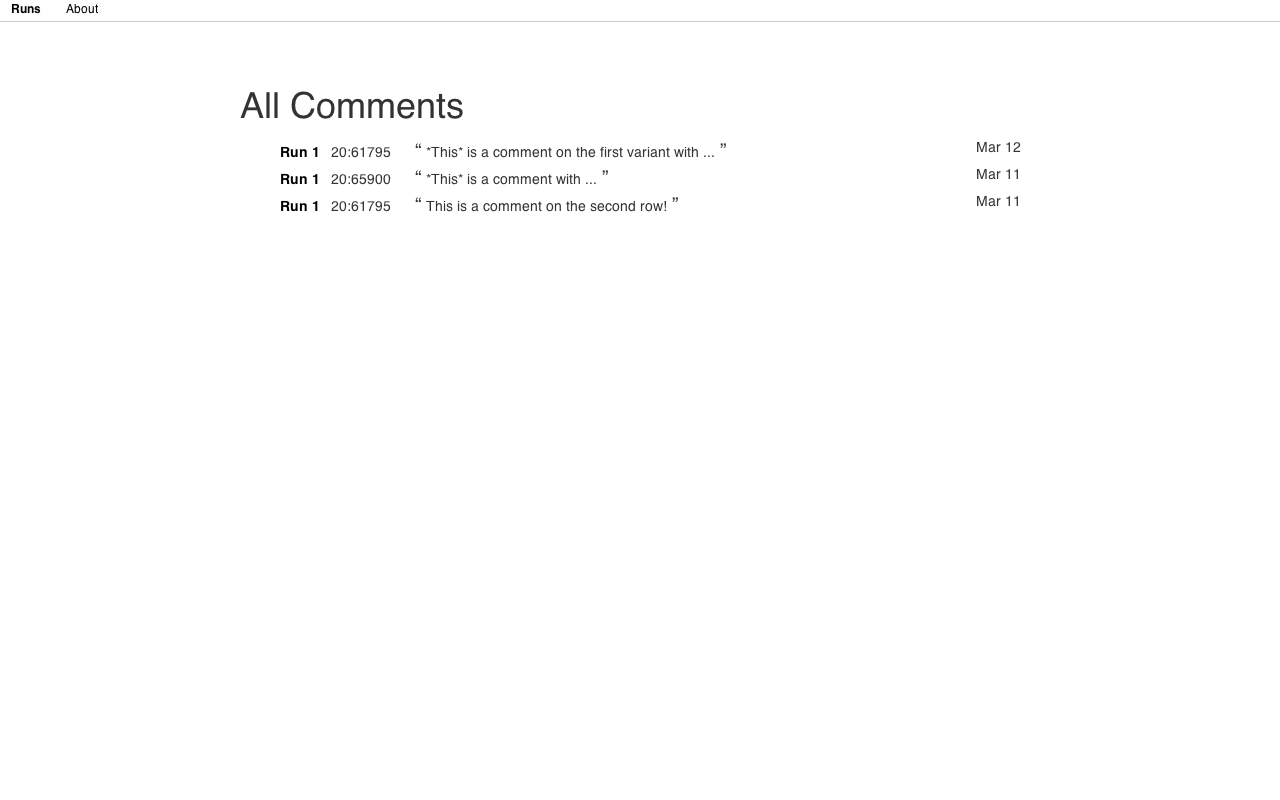 Runs About
All Comments
Run 1 20:61795 “ *This* is a comment on the first variant with ... ” Mar 12
Run 1 20:65900 “ *This* is a comment with ... ” Mar 11
Run 1 20:61795 “ This is a comment on the second row! ” Mar 11